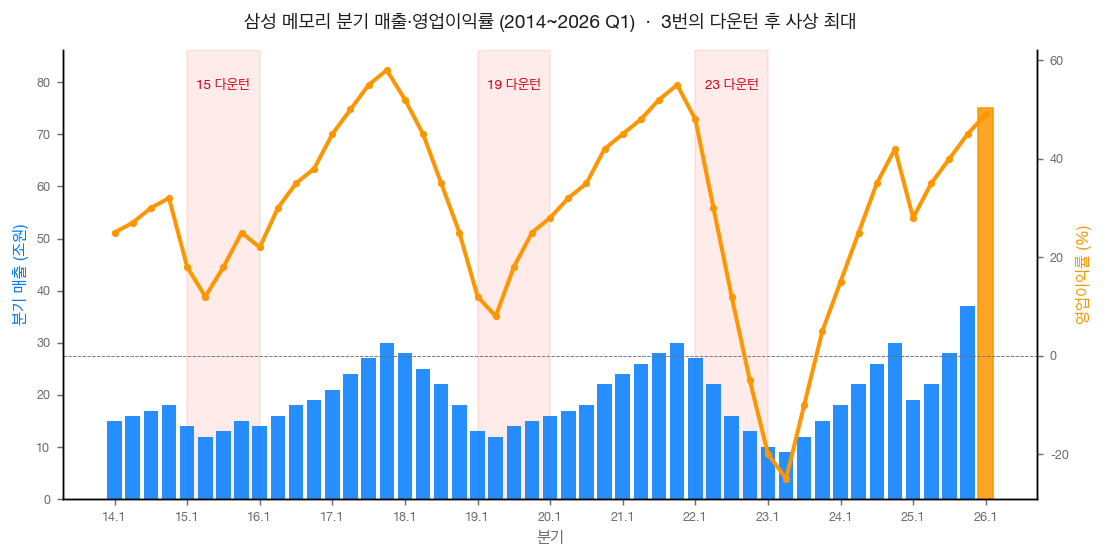 삼성 메모리 분기 매출·영업이익률 (2014~2026 Q1) · 3번의 다운턴 후 사상 최대
15 다운턴
19 다운턴
23 다운턴
분기 매출 (조원)
80
70
60
50
40
30
20
10
0
영업이익률 (%)
60
40
20
0
-20
14.1 15.1 16.1 17.1 18.1 19.1 20.1 21.1 22.1 23.1 24.1 25.1 26.1
분기